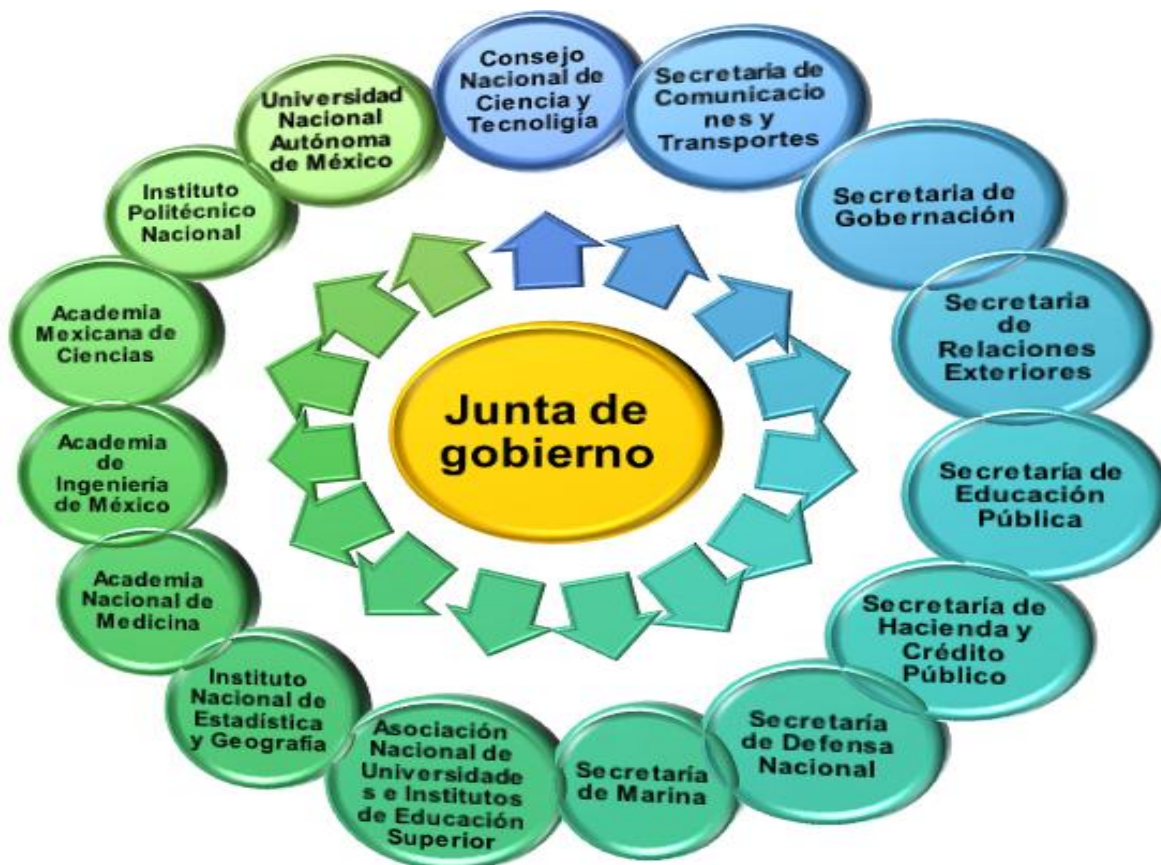 Junta de
gobierno
Consejo
Nacional de
Ciencia y
Tecnoligía
Secretaria de
Comunicacio
nes y
Transportes
Secretaria de
Gobernación
Secretaria
de
Relaciones
Exteriores
Secretaría de
Educación
Pública
Secretaría de
Hacienda y
Crédito
Público
Secretaría
de Defensa
Nacional
Secretaría
de Marina
Asociación
Nacional de
Universidade
s e Institutos
de Educación
Superior
Instituto
Nacional de
Estadística
y Geografía
Academia
Nacional de
Medicina
Academia
de
Ingeniería
de México
Academia
Mexicana de
Ciencias
Instituto
Politécnico
Nacional
Universidad
Nacional
Autónoma
de México